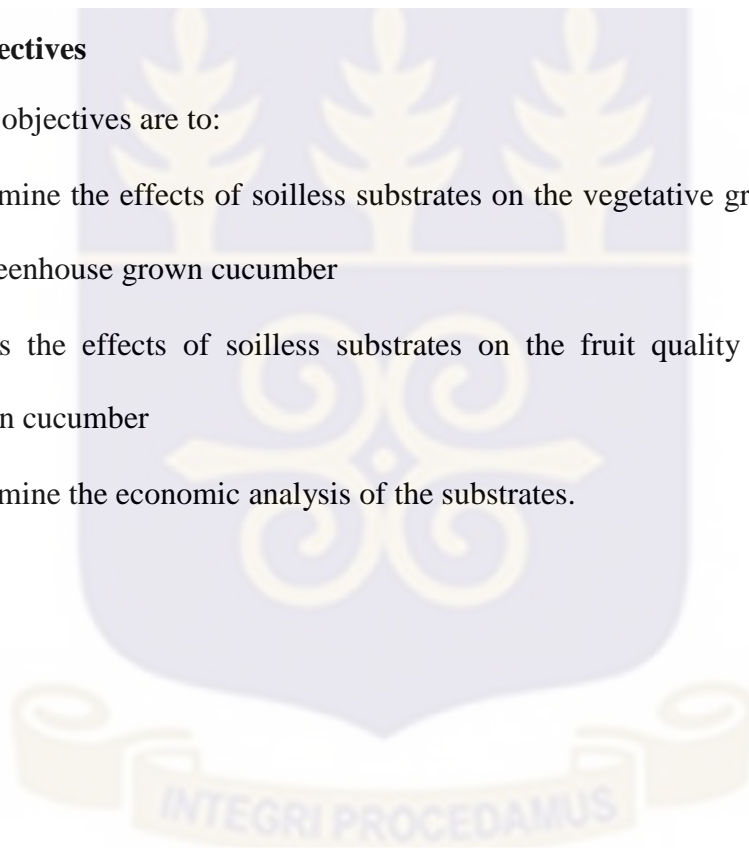 ectives
objectives are to:
mine the effects of soilless substrates on the vegetative gr
eenhouse grown cucumber
s the effects of soilless substrates on the fruit quality
n cucumber
mine the economic analysis of the substrates.
INTEGRI PROCEDAMUS